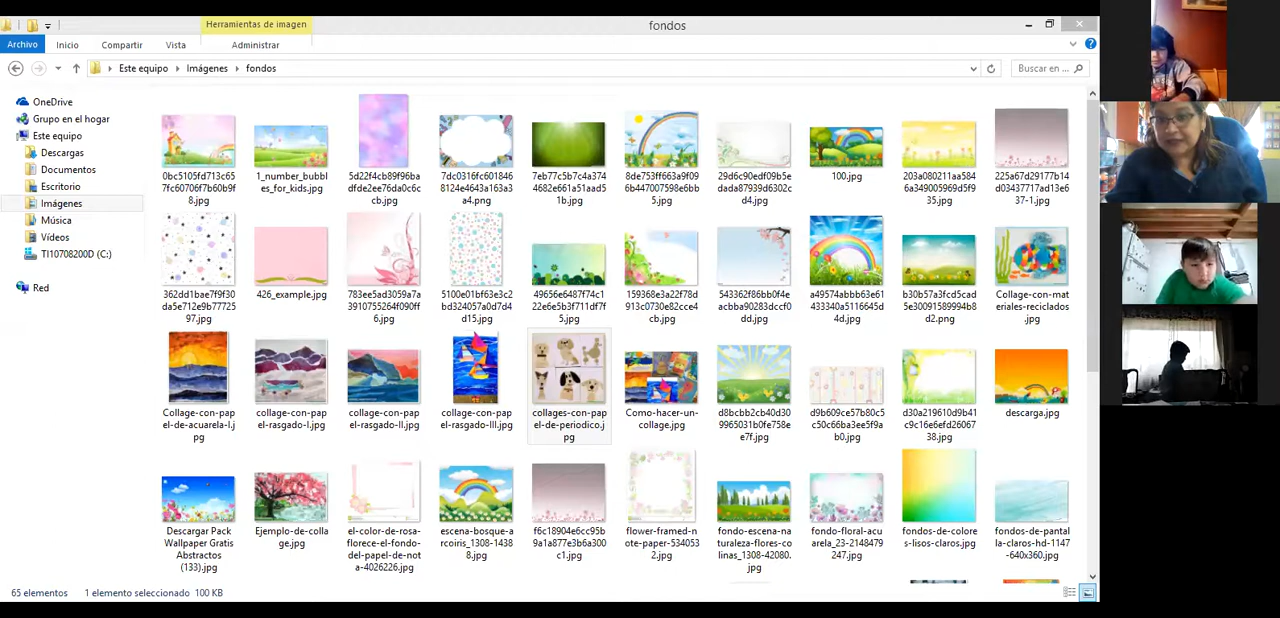 Herramientas de imagen
fondos
Archivo
Inicio
Compartir
Vista
Administrar
Este equipo
Imágenes
fondos
Buscar en ...
OneDrive
Grupo en el hogar
Este equipo
Descargas
Documentos
Escritorio
Imágenes
Música
Vídeos
TI10708200D (C:)
Red
0bc5105fd713c65
7fc60706f7b60b9f
8.jpg
1_number_bubbl
es_for_kids.jpg
5d22f4cb89f96ba
dfde2ee76da0c6c
cb.jpg
7dc0316fc601846
8124e4643a163a3
a4.png
7eb77c5b7c4a374
4682e661a51aad5
1b.jpg
8de753ff663a9f09
6b447007598e6bb
5.jpg
29d6c90edf09b5e
dada87939d6302c
d4.jpg
100.jpg
203a080211aa584
6a349005969d5f9
35.jpg
225a67d29177b14
d03437717ad13e6
37-1.jpg
362dd1bae7f9f30
da5e712e9b77725
97.jpg
426_example.jpg
783ee5ad3059a7a
3910755264f090ff
6.jpg
5100e01bf63e3c2
bd324057a0d7d4
d15.jpg
49656e6487f74c1
22e6e5b3f711df7f
5.jpg
159368e3a22f78d
913c0730e82cce4
cb.jpg
543362f86bb0f4e
acbba90283dccf0
dd.jpg
a49574abbb63e61
433340a5116645d
4d.jpg
b30b57a3fcd5cad
5e30091589994b8
d2.png
Collage-con-mat
eriales-reciclados
.jpg
Collage-con-pap
el-de-acuarela-I.j
pg
collage-con-pap
el-rasgado-I.jpg
collage-con-pap
el-rasgado-II.jpg
collage-con-pap
el-rasgado-III.jpg
collages-con-pap
el-de-periodico.j
pg
Como-hacer-un-
collage.jpg
d8bcbb2cb40d30
9965031b0fe758e
e7f.jpg
d9b609ce57b80c5
c50c66ba3ee5f9a
b0.jpg
d30a219610d9b41
c9c16e6efd26067
38.jpg
descarga.jpg
Descargar Pack
Wallpaper Gratis
Abstractos
(133).jpg
Ejemplo-de-colla
ge.jpg
el-color-de-rosa-
florece-el-fondo-
del-papel-de-not
a-4026226.jpg
escena-bosque-a
rcoiris_1308-1438
8.jpg
f6c18904e6cc95b
9a1a877e3b6a300
c1.jpg
flower-framed-n
ote-paper-534053
2.jpg
fondo-escena-na
turaleza-flores-co
linas_1308-42080.
jpg
fondo-floral-acu
arela_23-2148479
247.jpg
fondos-de-colore
s-lisos-claros.jpg
fondos-de-pantal
la-claros-hd-1147
-640x360.jpg
65 elementos
1 elemento seleccionado 100 KB